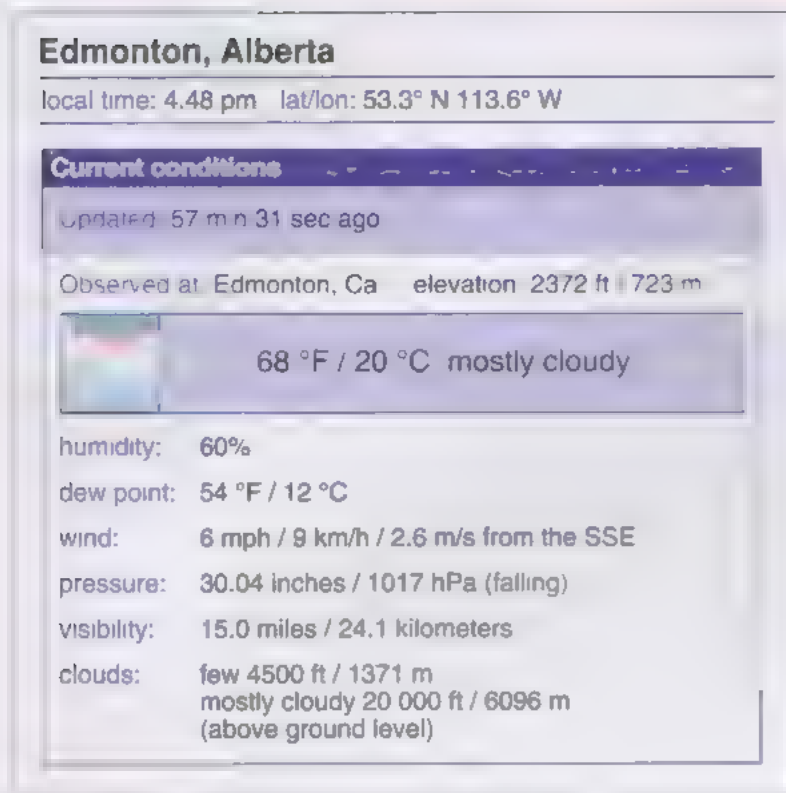 Edmonton, Alberta
local time: 4.48 pm lat/lon: 53.3° N 113.6° W
Current conditions
Updated 57 min 31 sec ago
Observed at Edmonton, Ca elevation 2372 ft 723 m
68 °F / 20 °C mostly cloudy
humidity: 60%
dew point: 54 °F / 12 °C
wind: 6 mph / 9 km/h / 2.6 m/s from the SSE
pressure: 30.04 inches / 1017 hPa (falling)
visibility: 15.0 miles / 24.1 kilometers
clouds: few 4500 ft / 1371 m
mostly cloudy 20 000 ft / 6096 m
(above ground level)